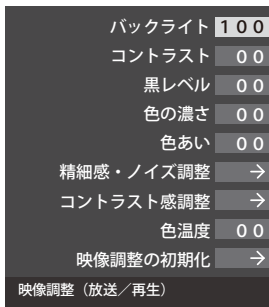 バックライト 100
コントラスト 00
黒レベル 00
色の濃さ 00
色あい 00
精細感・ノイズ調整 →
コントラスト感調整 →
色温度 00
映像調整の初期化 →
映像調整（放送／再生）